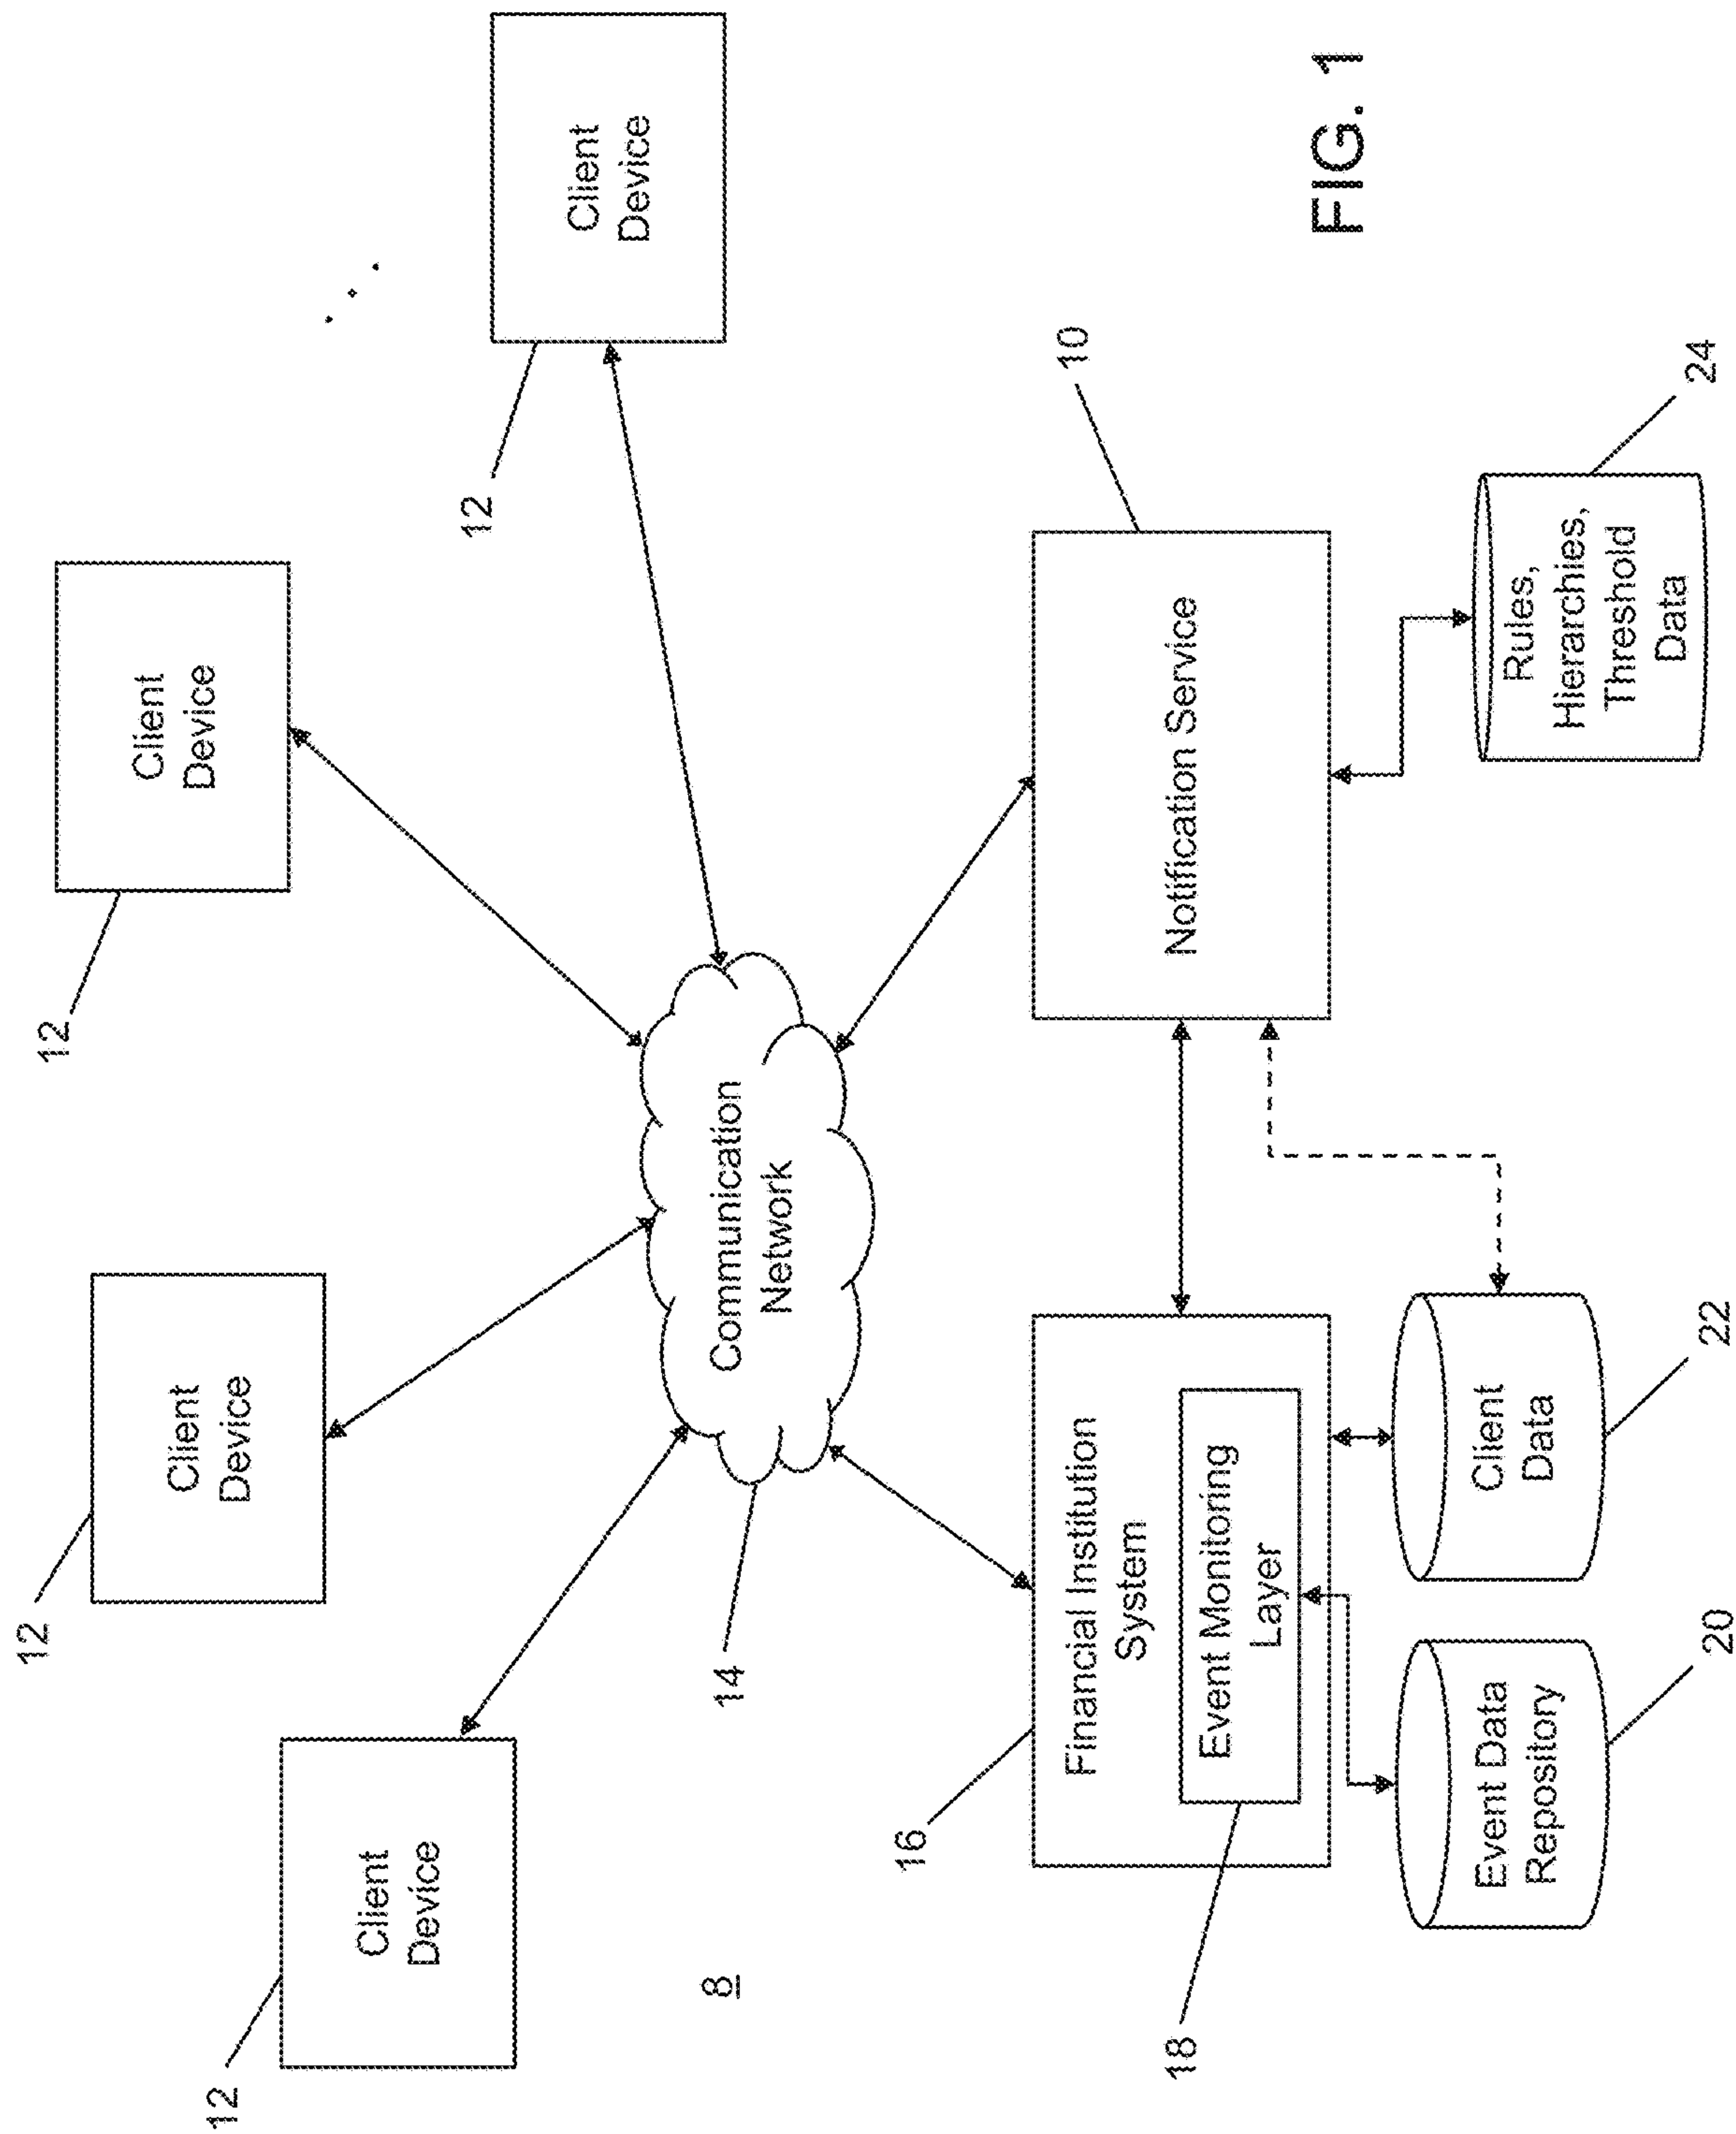 Client
Device
12
Client
Device
12
Client
Device
12
Client
Device
12
8
Communication
Network
14
Financial Institution
System
16
Event Monitoring
Layer
18
Notification Service
10
Event Data
Repository
20
Client
Data
22
Rules,
Hierarchies,
Threshold
Data
24
FIG. 1